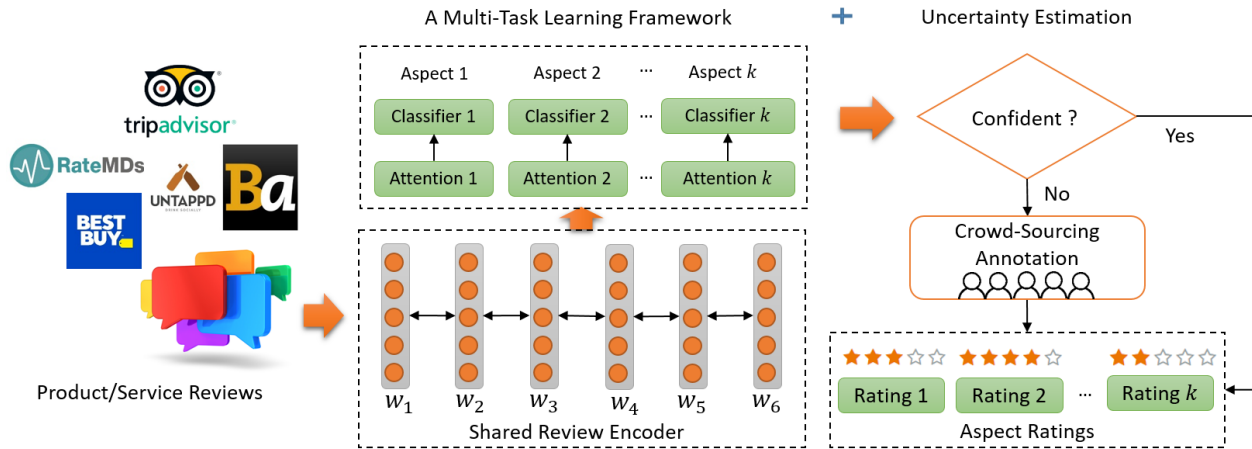 A Multi-Task Learning Framework
+
Uncertainty Estimation
tripadvisor®
RateMDs
UNTAPPD
DRINK SOCIALLY
Ba
BEST
BUY
Product/Service Reviews
Aspect 1 Aspect 2 ... Aspect k
Classifier 1 Classifier 2 ... Classifier k
Attention 1 Attention 2 ... Attention k
w1 w2 w3 w4 w5 w6
Shared Review Encoder
Confident ?
Yes
No
Crowd-Sourcing
Annotation
Rating 1 Rating 2 ... Rating k
Aspect Ratings